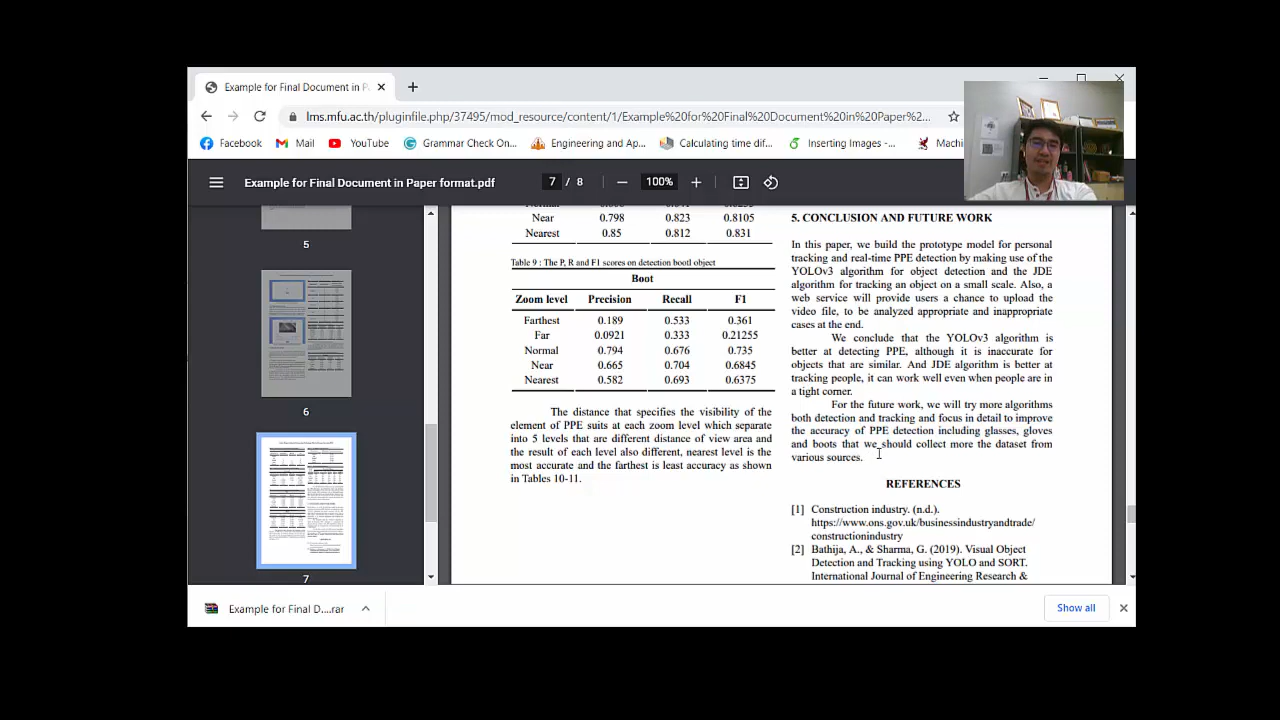 Example for Final Document in P
lms.mfu.ac.th/pluginfile.php/37495/mod_resource/content/1/Example%20for%20Final%20Document%20in%20Paper%2...
Facebook
Mail
YouTube
Grammar Check On...
Engineering and Ap...
Calculating time dif...
Inserting Images -...
Machi
Example for Final Document in Paper format.pdf
7 / 8
100%
5
6
7
Near 0.798 0.823 0.8105
Nearest 0.85 0.812 0.831
Table 9 : The P, R and F1 scores on detection bootl object
Boot
Zoom level Precision Recall F1
Farthest 0.189 0.533 0.361
Far 0.0921 0.333 0.21255
Normal 0.794 0.676 0.735
Near 0.665 0.704 0.6845
Nearest 0.582 0.693 0.6375
The distance that specifies the visibility of the
element of PPE suits at each zoom level which separate
into 5 levels that are different distance of view area and
the result of each level also different, nearest level is the
most accurate and the farthest is least accuracy as shown
in Tables 10-11.
5. CONCLUSION AND FUTURE WORK
In this paper, we build the prototype model for personal
tracking and real-time PPE detection by making use of the
YOLOv3 algorithm for object detection and the JDE
algorithm for tracking an object on a small scale. Also, a
web service will provide users a chance to upload the
video file, to be analyzed appropriate and inappropriate
cases at the end.
We conclude that the YOLOv3 algorithm is
better at detecting PPE, although it is inaccurate for
objects that are similar. And JDE algorithm is better at
tracking people, it can work well even when people are in
a tight corner.
For the future work, we will try more algorithms
both detection and tracking and focus in detail to improve
the accuracy of PPE detection including glasses, gloves
and boots that we should collect more the dataset from
various sources.
REFERENCES
[1] Construction industry. (n.d.).
https://www.ons.gov.uk/businessindustryandtrade/
constructionindustry
[2] Bathija, A., & Sharma, G. (2019). Visual Object
Detection and Tracking using YOLO and SORT.
International Journal of Engineering Research &
Example for Final D....rar
Show all